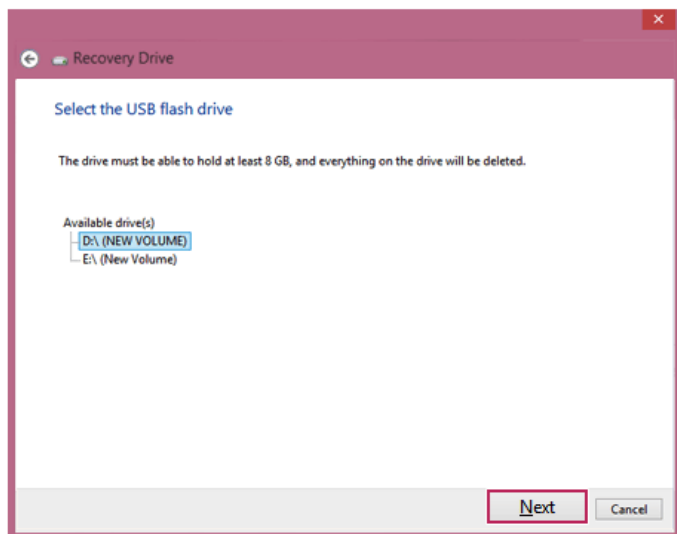 Recovery Drive
Select the USB flash drive
The drive must be able to hold at least 8 GB, and everything on the drive will be deleted.
Available drive(s)
D:\ (NEW VOLUME)
E:\ (New Volume)
Next
Cancel